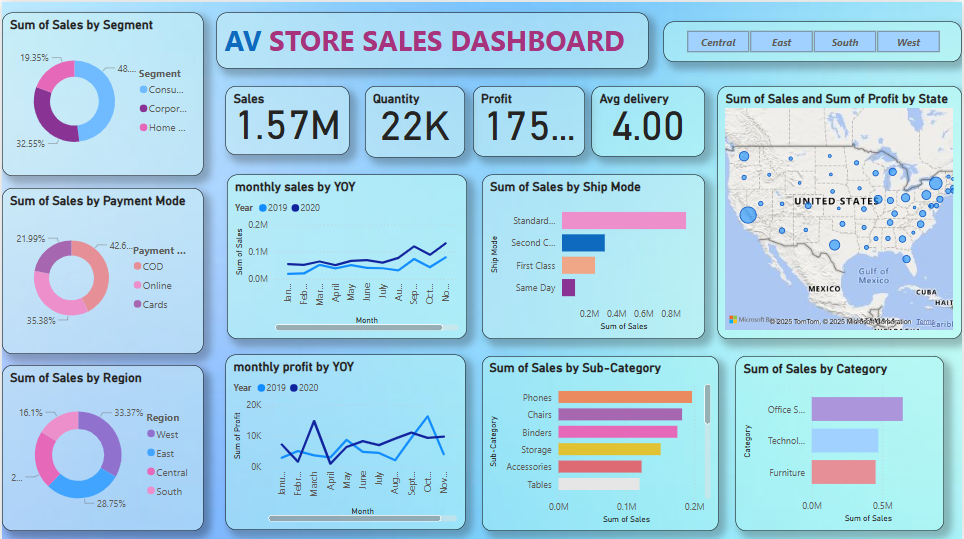 Sum of Sales by Segment
19.35%
48....
32.55%
Segment
Consu...
Corpor...
Home ...
AV STORE SALES DASHBOARD
Central
East
South
West
Sales
1.57M
Quantity
22K
Profit
175...
Avg delivery
4.00
Sum of Sales and Sum of Profit by State
UNITED STATES
MEXICO
Gulf of
Mexico
CUBA
HAIT
Caribb
© 2025 TomTom, © 2025 Microsoft Corporation Terms
Sum of Sales by Payment Mode
21.99%
42.6...
35.38%
Payment ...
COD
Online
Cards
monthly sales by YOY
Year 2019 2020
Sum of Sales
0.2M
0.1M
0.0M
Jan...
Feb...
Mar...
April
May
June
July
Au...
Sep...
Oct...
No...
Month
Sum of Sales by Ship Mode
Ship Mode
Standard...
Second C...
First Class
Same Day
0.2M 0.4M 0.6M 0.8M
Sum of Sales
Sum of Sales by Region
16.1%
33.37%
2...
28.75%
Region
West
East
Central
South
monthly profit by YOY
Year 2019 2020
Sum of Profit
20K
10K
0K
Janu...
Febr...
March
April
May
June
July
Aug...
Sept...
Oct...
Nov...
Month
Sum of Sales by Sub-Category
Sub-Category
Phones
Chairs
Binders
Storage
Accessories
Tables
0.0M 0.1M 0.2M
Sum of Sales
Sum of Sales by Category
Category
Office S...
Technol...
Furniture
0.0M 0.5M
Sum of Sales